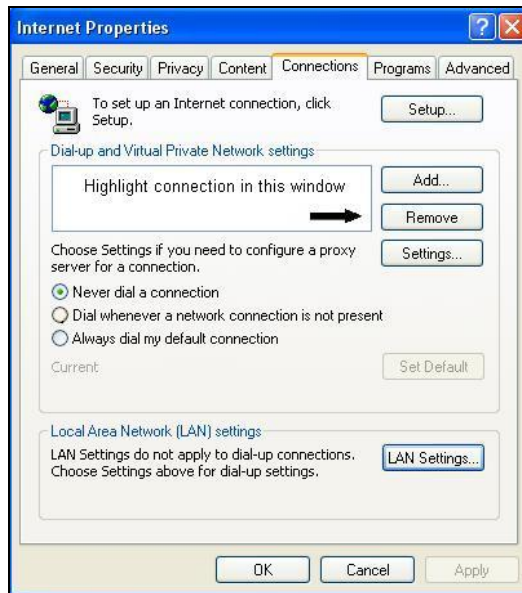 Internet Properties
General Security Privacy Content Connections Programs Advanced
To set up an Internet connection, click
Setup.
Setup...
Dial-up and Virtual Private Network settings
Highlight connection in this window
Add...
Remove
Choose Settings if you need to configure a proxy
server for a connection.
Settings...
Never dial a connection
Dial whenever a network connection is not present
Always dial my default connection
Current
Set Default
Local Area Network (LAN) settings
LAN Settings do not apply to dial-up connections.
Choose Settings above for dial-up settings.
LAN Settings...
OK Cancel Apply